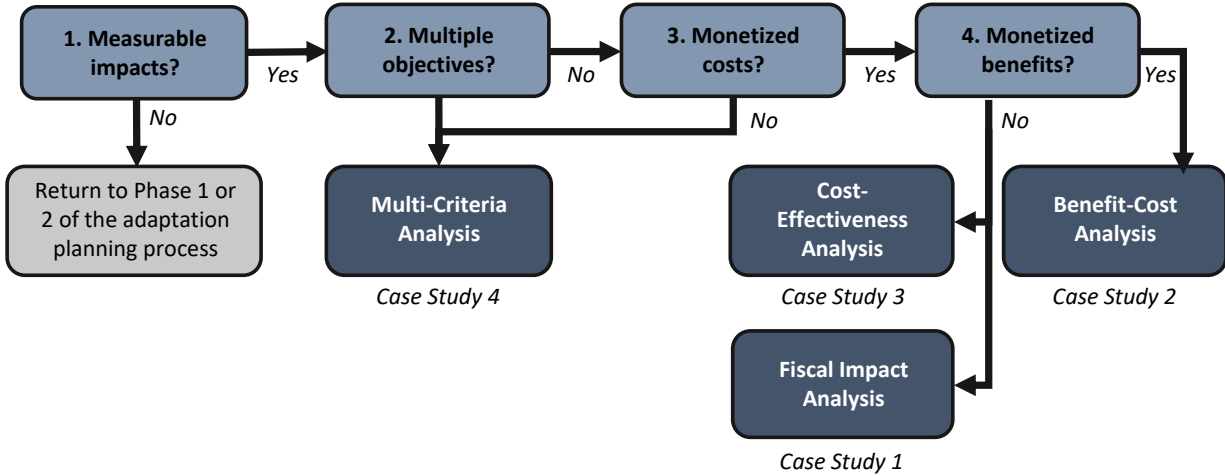 1. Measurable
impacts?
Yes
2. Multiple
objectives?
No
3. Monetized
costs?
Yes
4. Monetized
benefits?
Yes
No
No
No
Return to Phase 1 or
2 of the adaptation
planning process
Multi-Criteria
Analysis
Case Study 4
Cost-
Effectiveness
Analysis
Case Study 3
Benefit-Cost
Analysis
Case Study 2
Fiscal Impact
Analysis
Case Study 1